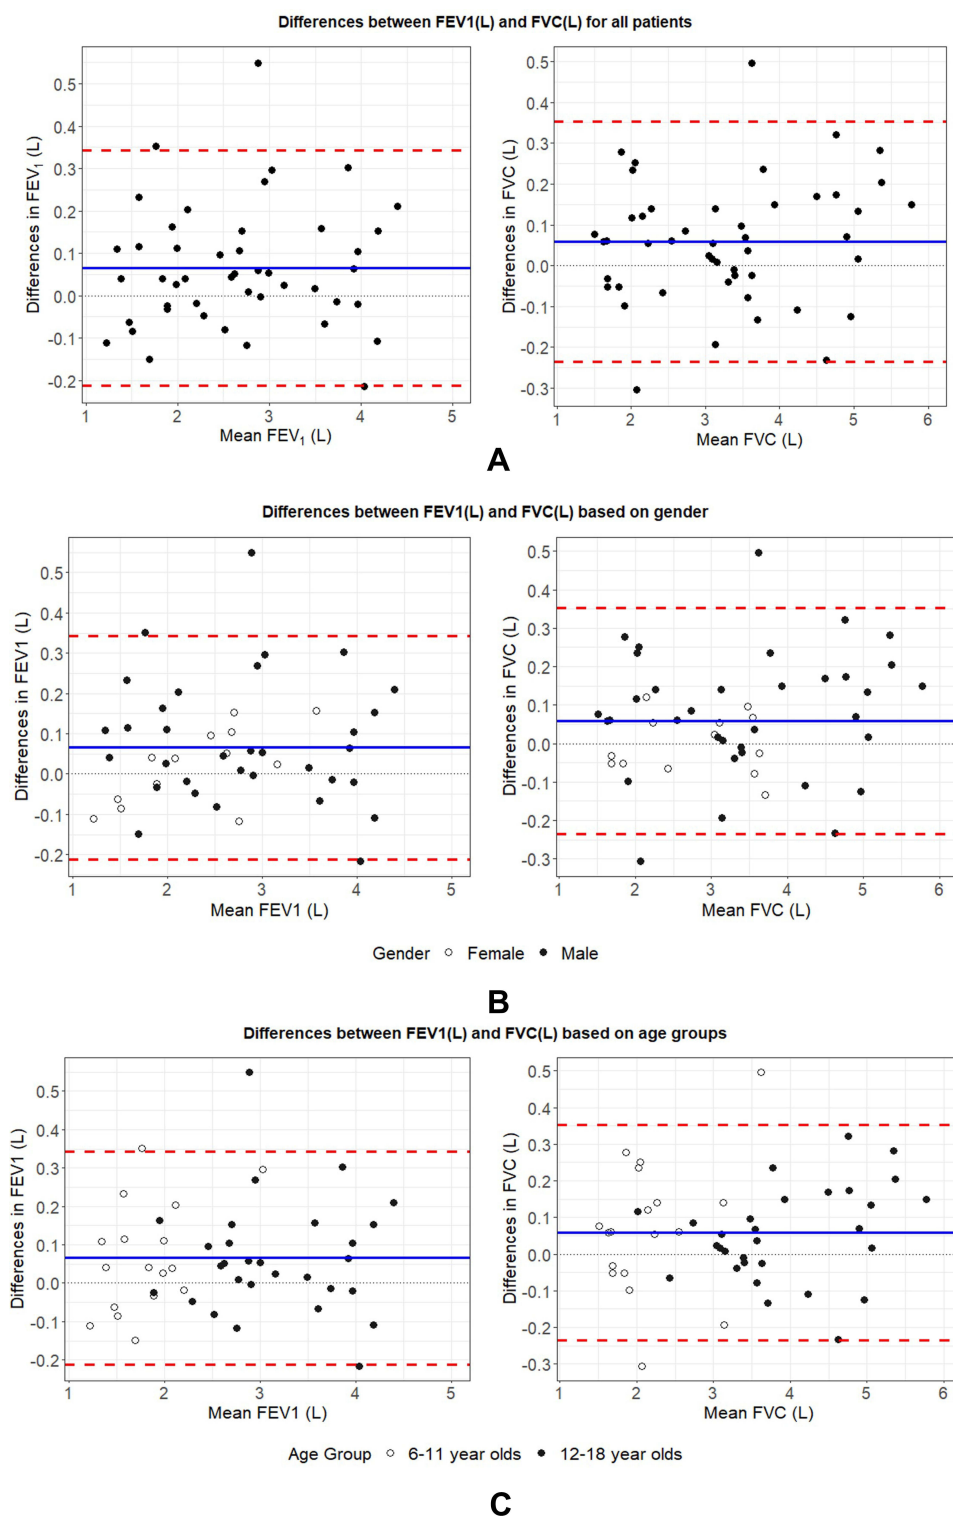 Differences between FEV1(L) and FVC(L) for all patients
Differences in FEV₁ (L)
0.5
0.4
0.3
0.2
0.1
0.0
-0.1
-0.2
1 2 3 4 5
Mean FEV₁ (L)
Differences in FVC (L)
0.5
0.4
0.3
0.2
0.1
0.0
-0.1
-0.2
-0.3
1 2 3 4 5 6
Mean FVC (L)
A
Differences between FEV1(L) and FVC(L) based on gender
Differences in FEV1 (L)
0.5
0.4
0.3
0.2
0.1
0.0
-0.1
-0.2
1 2 3 4 5
Mean FEV1 (L)
Differences in FVC (L)
0.5
0.4
0.3
0.2
0.1
0.0
-0.1
-0.2
-0.3
1 2 3 4 5 6
Mean FVC (L)
Gender Female Male
B
Differences between FEV1(L) and FVC(L) based on age groups
Differences in FEV1 (L)
0.5
0.4
0.3
0.2
0.1
0.0
-0.1
-0.2
1 2 3 4 5
Mean FEV1 (L)
Differences in FVC (L)
0.5
0.4
0.3
0.2
0.1
0.0
-0.1
-0.2
-0.3
1 2 3 4 5 6
Mean FVC (L)
Age Group 6-11 year olds 12-18 year olds
C